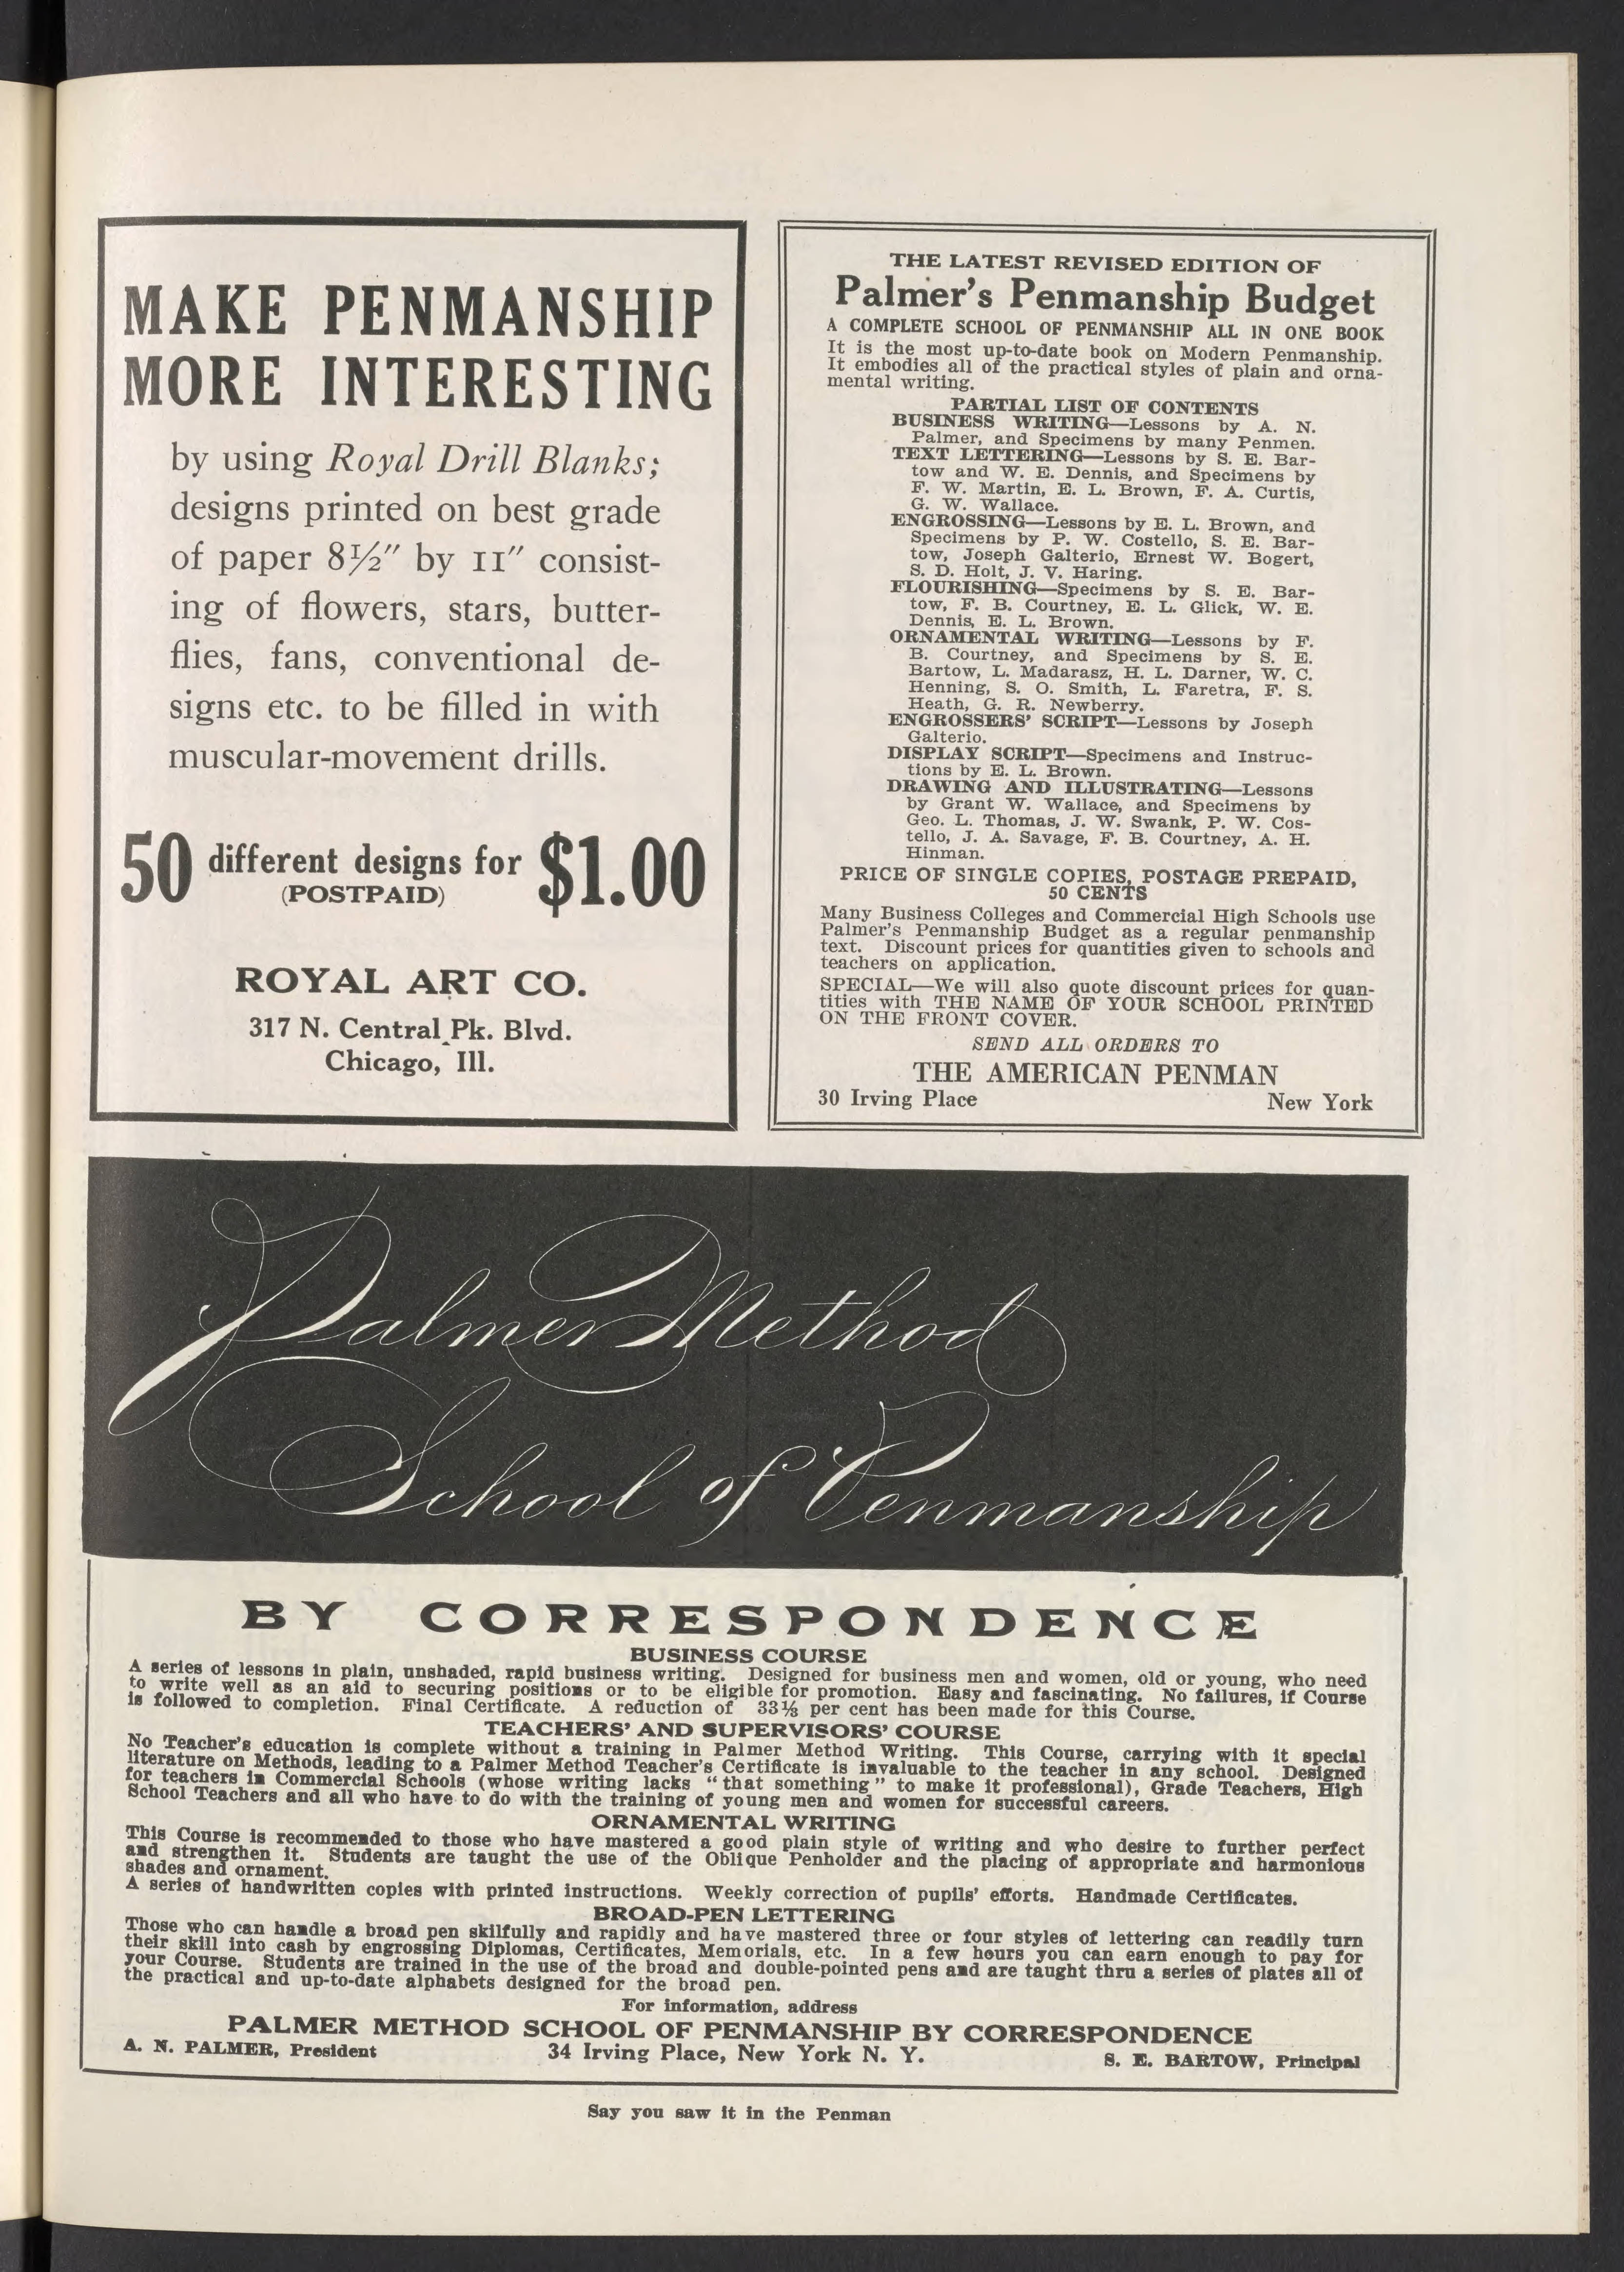 MAKE PENMANSHIP
MORE INTERESTING
by using Royal Drill Blanks;
designs printed on best grade
of paper 8½″ by 11″ consist-
ing of flowers, stars, butter-
flies, fans, conventional de-
signs etc. to be filled in with
muscular-movement drills.
50 different designs for $1.00
(POSTPAID)
ROYAL ART CO.
317 N. Central Pk. Blvd.
Chicago, Ill.
THE LATEST REVISED EDITION OF
Palmer's Penmanship Budget
A COMPLETE SCHOOL OF PENMANSHIP ALL IN ONE BOOK
It is the most up-to-date book on Modern Penmanship.
It embodies all of the practical styles of plain and orna-
mental writing.
PARTIAL LIST OF CONTENTS
BUSINESS WRITING—Lessons by A. N.
Palmer, and Specimens by many Penmen.
TEXT LETTERING—Lessons by S. E. Bar-
tow and W. E. Dennis, and Specimens by
F. W. Martin, E. L. Brown, F. A. Curtis,
G. W. Wallace.
ENGROSSING—Lessons by E. L. Brown, and
Specimens by P. W. Costello, S. E. Bar-
tow, Joseph Galterio, Ernest W. Bogert,
S. D. Holt, J. V. Haring.
FLOURISHING—Specimens by S. E. Bar-
tow, F. B. Courtney, E. L. Glick, W. E.
Dennis, E. L. Brown.
ORNAMENTAL WRITING—Lessons by F.
B. Courtney, and Specimens by S. E.
Bartow, L. Madarasz, H. L. Darner, W. C.
Henning, S. O. Smith, L. Faretra, F. S.
Heath, G. R. Newberry.
ENGROSSERS' SCRIPT—Lessons by Joseph
Galterio.
DISPLAY SCRIPT—Specimens and Instruc-
tions by E. L. Brown.
DRAWING AND ILLUSTRATING—Lessons
by Grant W. Wallace, and Specimens by
Geo. L. Thomas, J. W. Swank, P. W. Cos-
tello, J. A. Savage, F. B. Courtney, A. H.
Hinman.
PRICE OF SINGLE COPIES, POSTAGE PREPAID,
50 CENTS
Many Business Colleges and Commercial High Schools use
Palmer's Penmanship Budget as a regular penmanship
text. Discount prices for quantities given to schools and
teachers on application.
SPECIAL—We will also quote discount prices for quan-
tities with THE NAME OF YOUR SCHOOL PRINTED
ON THE FRONT COVER.
SEND ALL ORDERS TO
THE AMERICAN PENMAN
30 Irving Place New York
Palmer Method
School of Penmanship
BY CORRESPONDENCE
BUSINESS COURSE
A series of lessons in plain, unshaded, rapid business writing. Designed for business men and women, old or young, who need
to write well as an aid to securing positions or to be eligible for promotion. Easy and fascinating. No failures, if Course
is followed to completion. Final Certificate. A reduction of 33⅓ per cent has been made for this Course.
TEACHERS' AND SUPERVISORS' COURSE
No Teacher's education is complete without a training in Palmer Method Writing. This Course, carrying with it special
literature on Methods, leading to a Palmer Method Teacher's Certificate is invaluable to the teacher in any school. Designed
for teachers in Commercial Schools (whose writing lacks "that something" to make it professional), Grade Teachers, High
School Teachers and all who have to do with the training of young men and women for successful careers.
ORNAMENTAL WRITING
This Course is recommended to those who have mastered a good plain style of writing and who desire to further perfect
and strengthen it. Students are taught the use of the Oblique Penholder and the placing of appropriate and harmonious
shades and ornament.
A series of handwritten copies with printed instructions. Weekly correction of pupils' efforts. Handmade Certificates.
BROAD-PEN LETTERING
Those who can handle a broad pen skilfully and rapidly and have mastered three or four styles of lettering can readily turn
their skill into cash by engrossing Diplomas, Certificates, Memorials, etc. In a few hours you can earn enough to pay for
your Course. Students are trained in the use of the broad and double-pointed pens and are taught thru a series of plates all of
the practical and up-to-date alphabets designed for the broad pen.
For information, address
PALMER METHOD SCHOOL OF PENMANSHIP BY CORRESPONDENCE
A. N. PALMER, President 34 Irving Place, New York N. Y. S. E. BARTOW, Principal
Say you saw it in the Penman